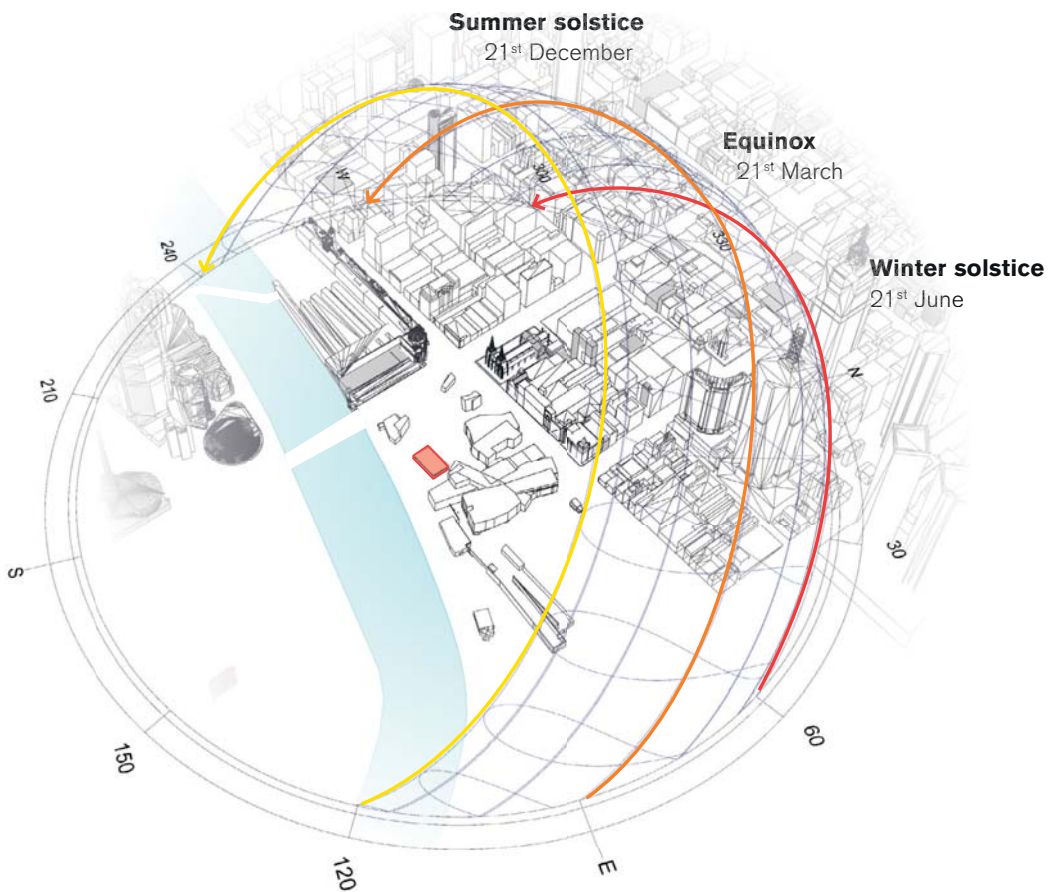 Summer solstice
21st December
Equinox
21st March
Winter solstice
21st June
W
300
330
240
N
210
30
S
60
150
E
120